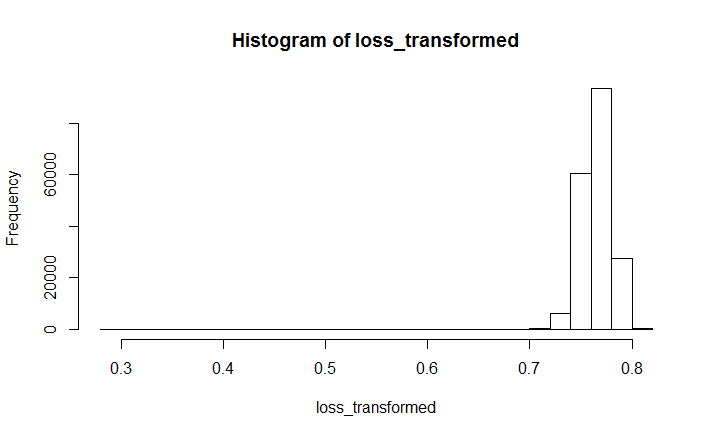 Histogram of loss_transformed
Frequency
60000
20000
0
0.3 0.4 0.5 0.6 0.7 0.8
loss_transformed